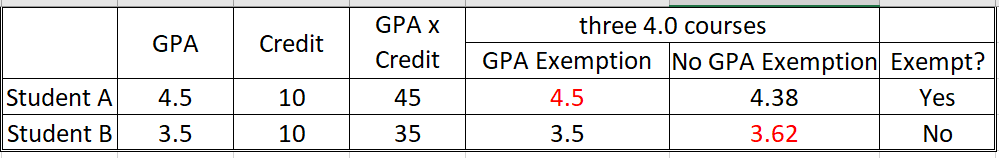 GPA Credit GPA x Credit three 4.0 courses
GPA Exemption No GPA Exemption Exempt?
Student A 4.5 10 45 4.5 4.38 Yes
Student B 3.5 10 35 3.5 3.62 No